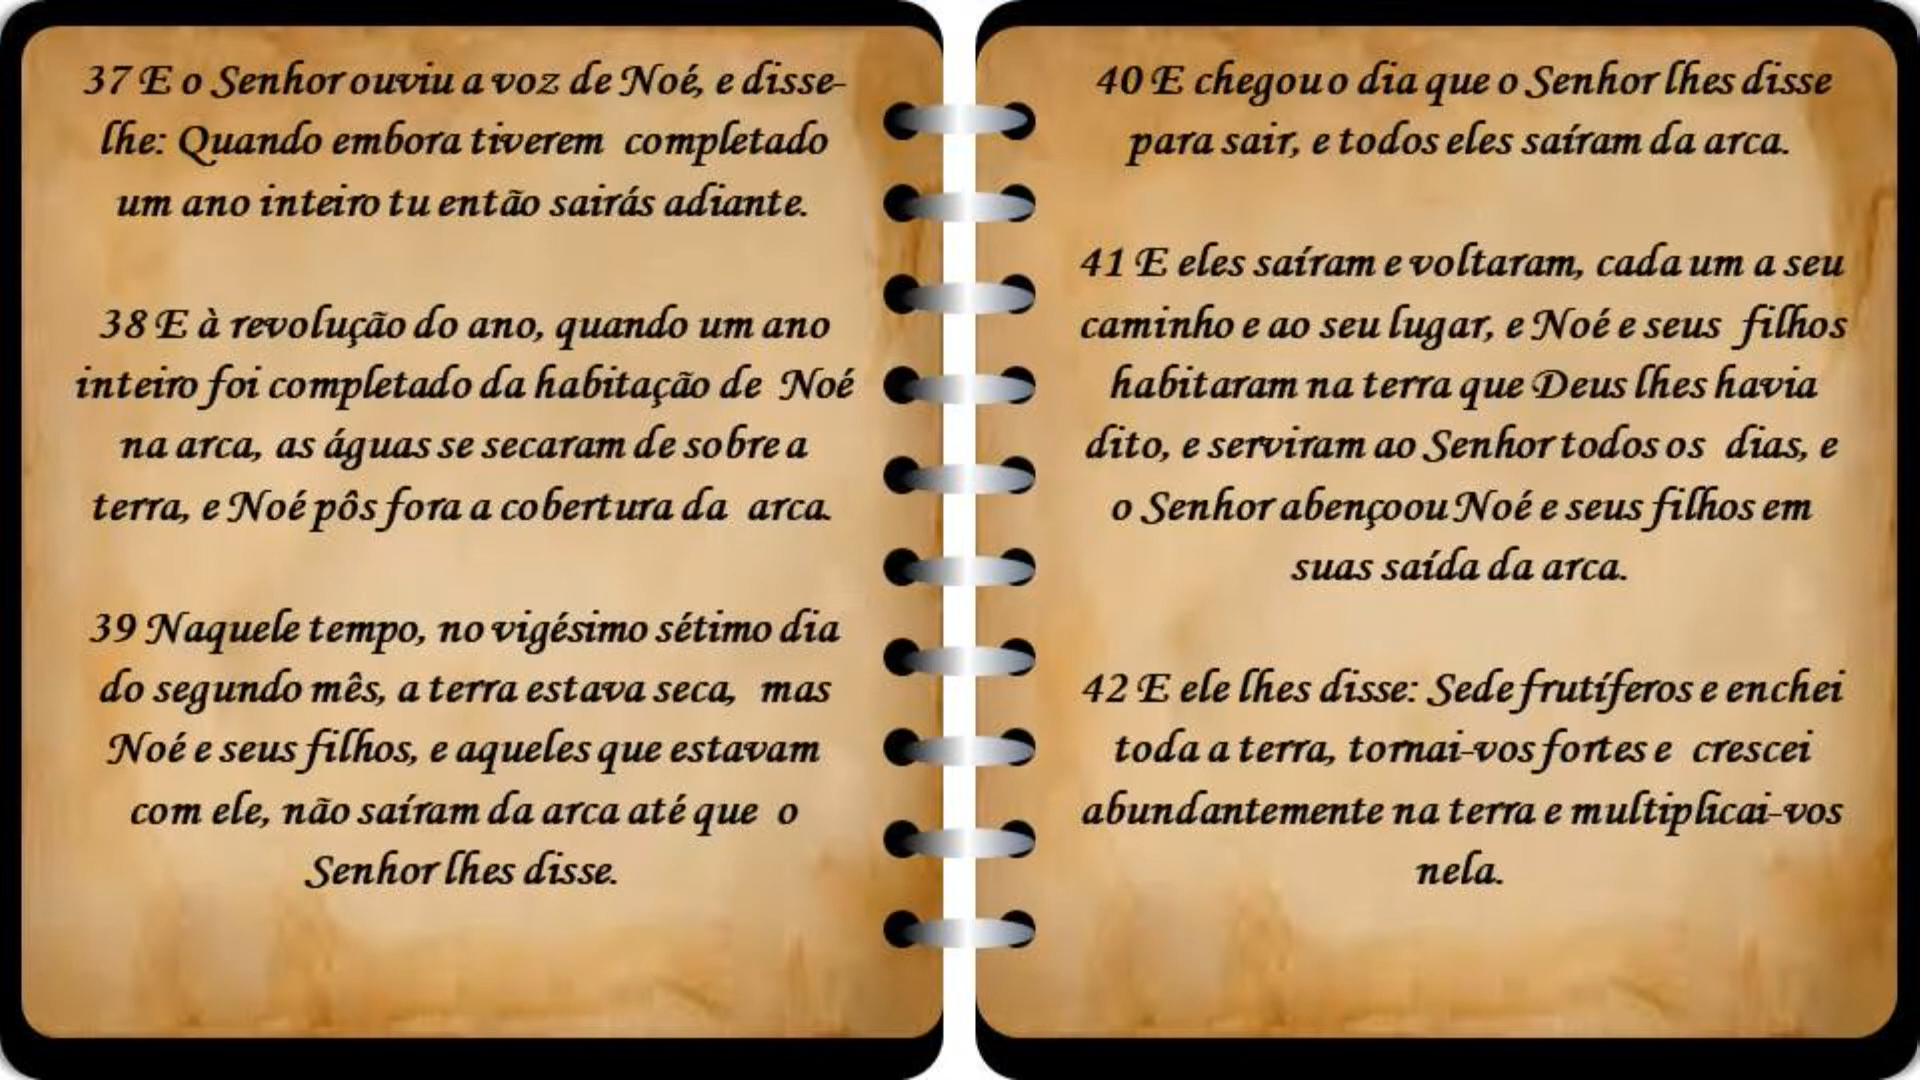 37 E o Senhor ouviu a voz de Noé, e disse-
lhe: Quando embora tiverem completado
um ano inteiro tu então sairás adiante.
38 E à revolução do ano, quando um ano
inteiro foi completado da habitação de Noé
na arca, as águas se secaram de sobre a
terra, e Noé pôs fora a cobertura da arca.
39 Naquele tempo, no vigésimo sétimo dia
do segundo mês, a terra estava seca, mas
Noé e seus filhos, e aqueles que estavam
com ele, não saíram da arca até que o
Senhor lhes disse.
40 E chegou o dia que o Senhor lhes disse
para sair, e todos eles saíram da arca.
41 E eles saíram e voltaram, cada um a seu
caminho e ao seu lugar, e Noé e seus filhos
habitaram na terra que Deus lhes havia
dito, e serviram ao Senhor todos os dias, e
o Senhor abençoou Noé e seus filhos em
suas saída da arca.
42 E ele lhes disse: Sede frutíferos e enchei
toda a terra, tornai-vos fortes e crescei
abundantemente na terra e multiplicai-vos
nela.